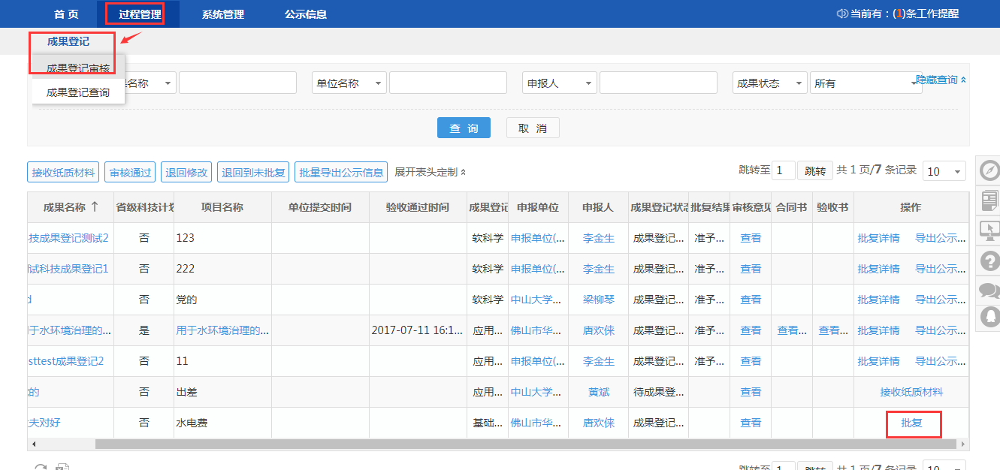 首 页 过程管理 系统管理 公示信息 当前有：(1)条工作提醒
成果登记
成果登记审核
成果登记查询
名称 单位名称 申报人 成果状态 所有 隐藏查询
查 询 取 消
接收纸质材料 审核通过 退回修改 退回到未批复 批量导出公示信息 展开表头定制 跳转至 1 跳转 共 1 页/7 条记录 10
成果名称 省级科技计划 项目名称 单位提交时间 验收通过时间 成果登记 申报单位 申报人 成果登记状态 批复结果 审核意见 合同书 验收书 操作
技成果登记测试2 否 123 软科学 申报单位(... 李金生 成果登记... 准予... 查看 批复详情 导出公示...
试科技成果登记1 否 222 软科学 申报单位(... 李金生 成果登记... 准予... 查看 批复详情 导出公示...
否 党的 软科学 中山大学... 梁柳琴 成果登记... 准予... 查看 批复详情 导出公示...
用于水环境治理的... 是 用于水环境治理的... 2017-07-11 16:1... 应用... 佛山市华... 唐欢倈 成果登记... 准予... 查看 查看... 查看... 批复详情 导出公示...
sttest成果登记2 否 11 应用... 申报单位(... 李金生 成果登记... 准予... 查看 批复详情 导出公示...
的 否 出差 应用... 中山大学... 黄斌 待成果登... 查看 接收纸质材料
夫对好 否 水电费 基础... 佛山市华... 唐欢倈 成果登记... 查看 批复
跳转至 1 跳转 共 1 页/7 条记录 10